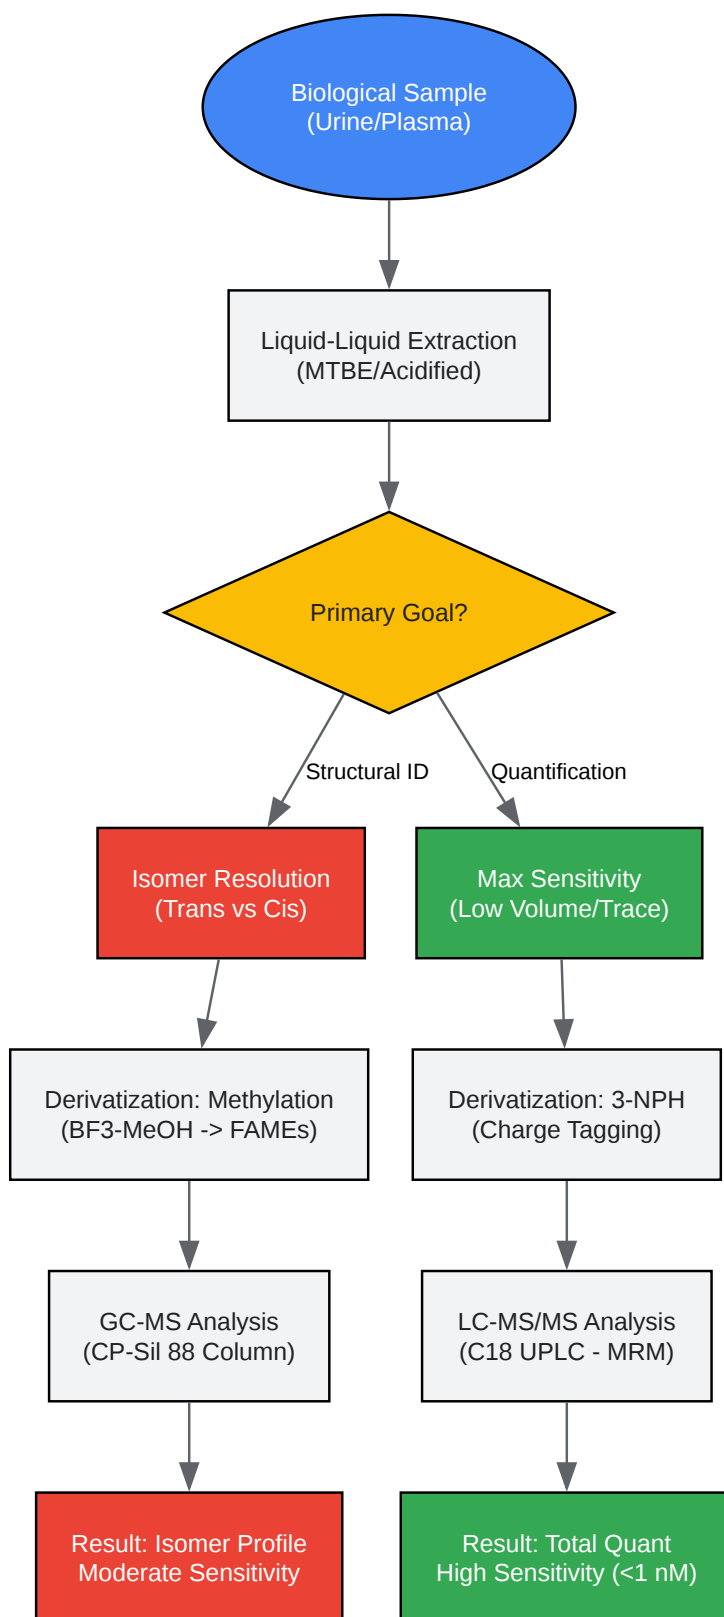 Biological Sample
(Urine/Plasma)
Liquid-Liquid Extraction
(MTBE/Acidified)
Primary Goal?
Structural ID
Quantification
Isomer Resolution
(Trans vs Cis)
Max Sensitivity
(Low Volume/Trace)
Derivatization: Methylation
(BF3-MeOH -> FAMEs)
Derivatization: 3-NPH
(Charge Tagging)
GC-MS Analysis
(CP-Sil 88 Column)
LC-MS/MS Analysis
(C18 UPLC - MRM)
Result: Isomer Profile
Moderate Sensitivity
Result: Total Quant
High Sensitivity (<1 nM)